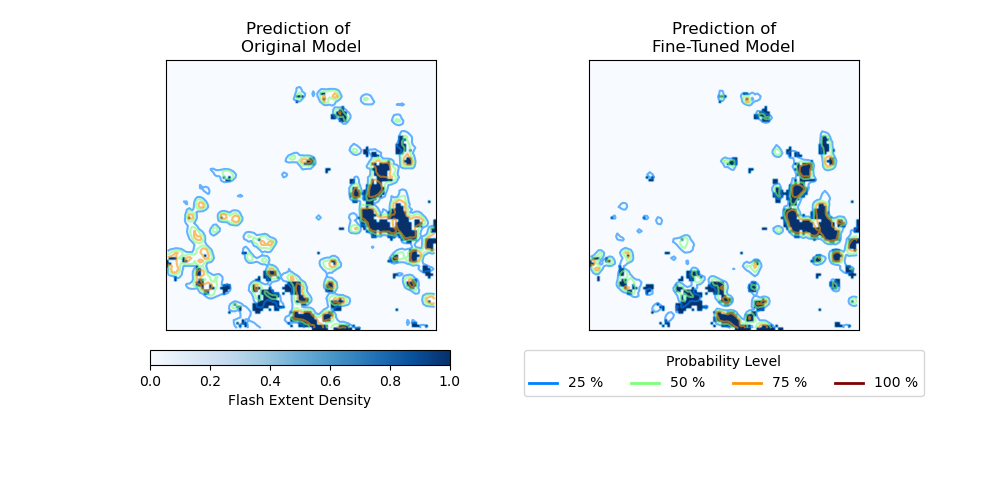 Prediction of
Original Model
Prediction of
Fine-Tuned Model
0.0 0.2 0.4 0.6 0.8 1.0
Flash Extent Density
Probability Level
25 % 50 % 75 % 100 %